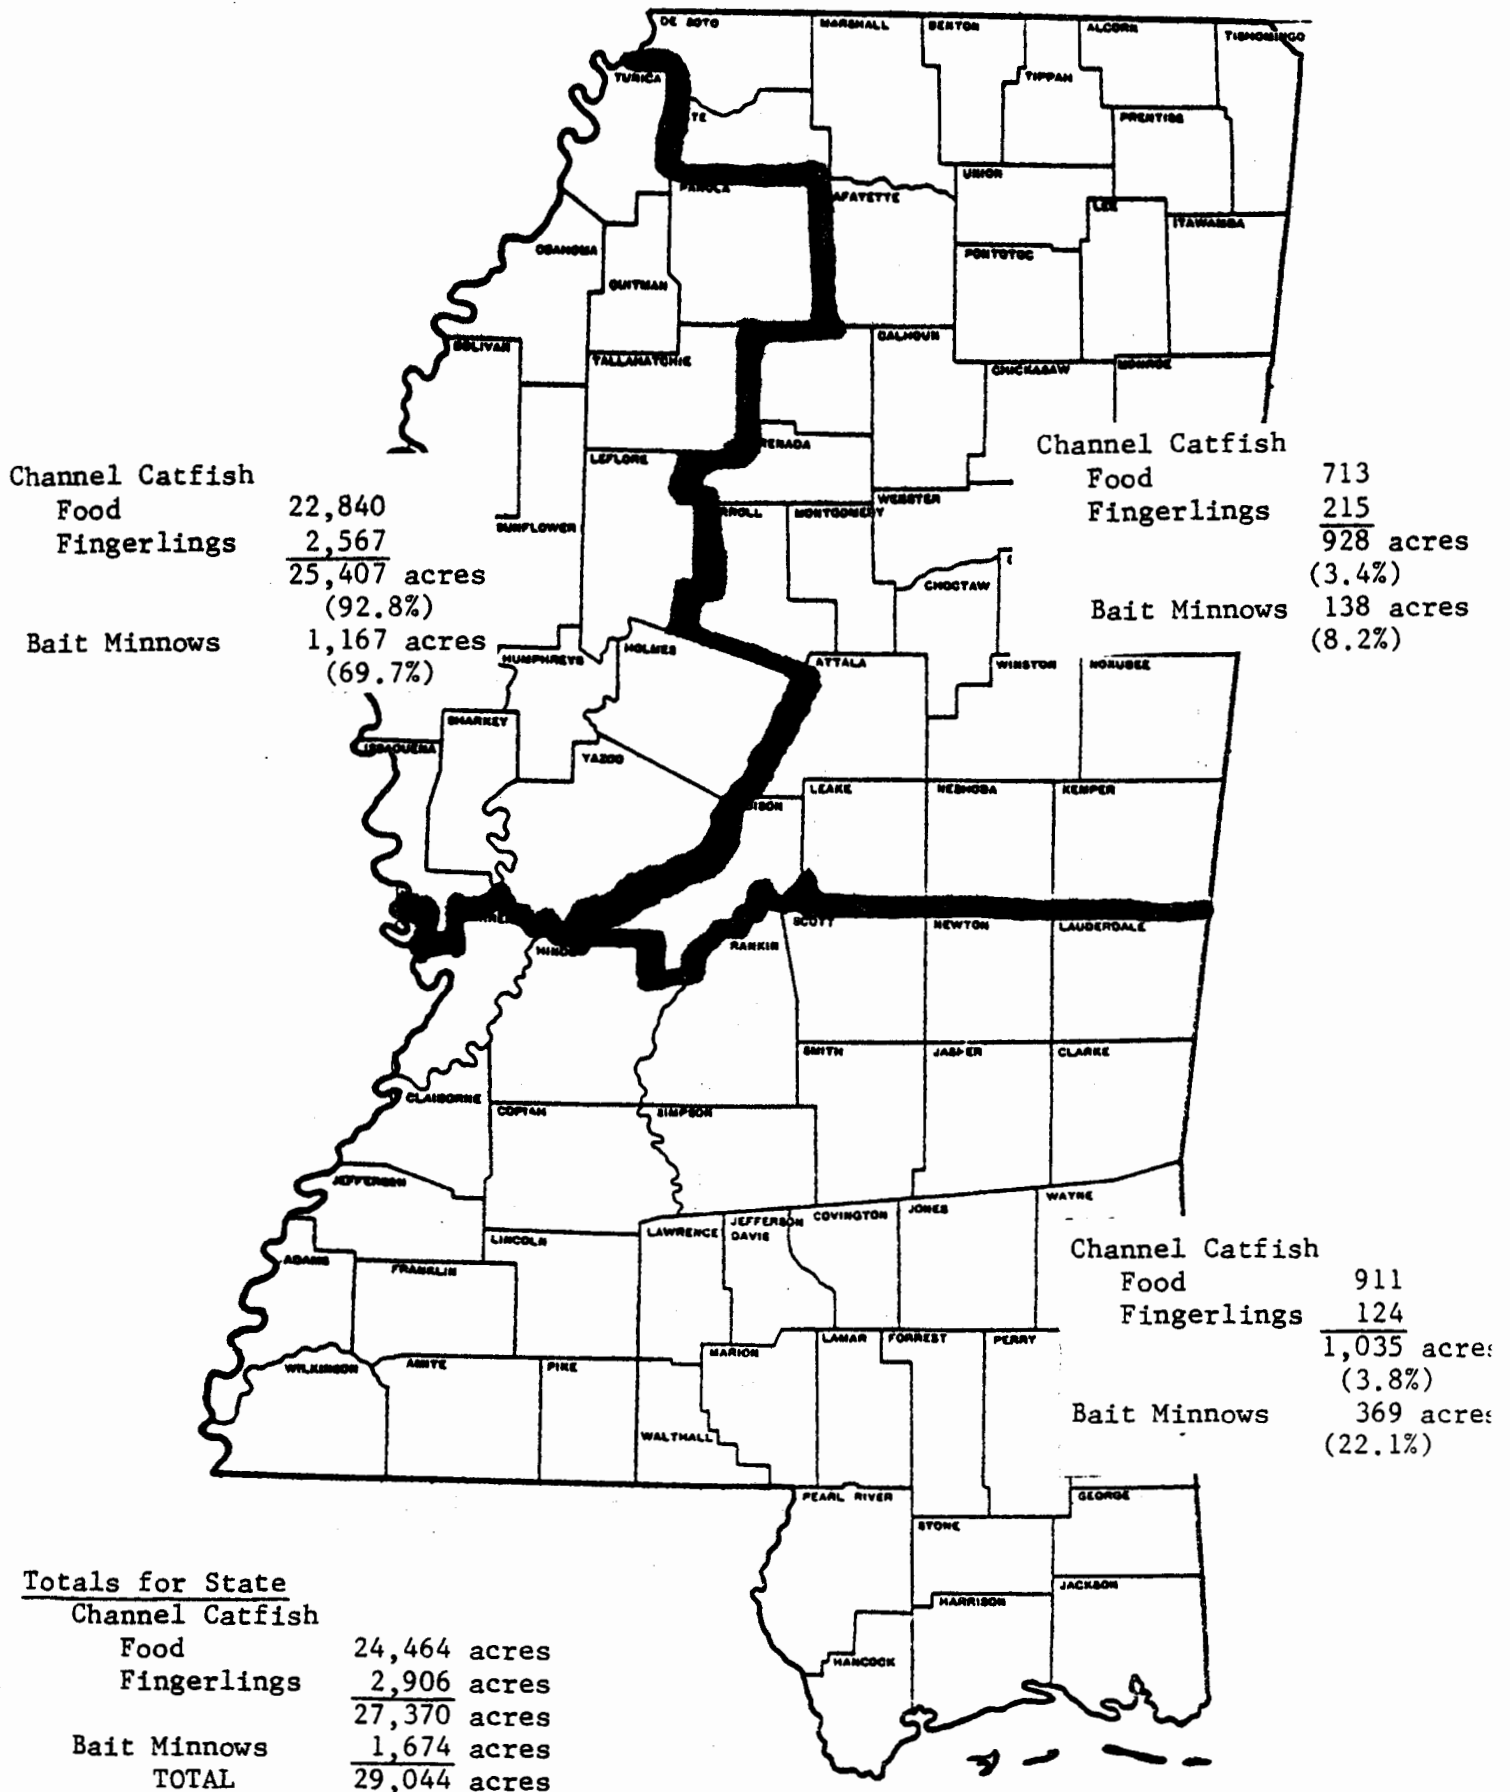 DE SOTO
MARSHALL
BENTON
ALCORN
TISHOMINGO
TUNICA
TIPPAH
TE
PRENTISS
PANOLA
AFAYETTE
UNION
LEE
ITAWAMBA
COAHOMA
QUITMAN
PONTOTOC
BOLIVAR
TALLAHATCHIE
CALHOUN
CHICKASAW
MONROE
RENADA
LEFLORE
Channel Catfish
Food 713
Fingerlings 215
928 acres
(3.4%)
Bait Minnows 138 acres
(8.2%)
Channel Catfish
Food 22,840
Fingerlings 2,567
25,407 acres
(92.8%)
Bait Minnows 1,167 acres
(69.7%)
WEBSTER
SUNFLOWER
RROLL
MONTGOMERY
CHOCTAW
HUMPHREYS
HOLMES
ATTALA
WINSTON
NOXUBEE
SHARKEY
ISSAQUENA
YAZOO
LEAKE
NESHOBA
KEMPER
DISON
SCOTT
NEWTON
LAUDERDALE
HINDS
RANKIN
SMITH
JASPER
CLARKE
CLAIBORNE
COPIAH
SIMPSON
JEFFERSON
WAYNE
LAWRENCE
JEFFERSON
DAVIS
COVINGTON
JONES
LINCOLN
ADAMS
FRANKLIN
Channel Catfish
Food 911
Fingerlings 124
1,035 acres
(3.8%)
Bait Minnows 369 acres
(22.1%)
MARION
LAMAR
FORREST
PERRY
WILKINSON
AMITE
PIKE
WALTHALL
PEARL RIVER
GEORGE
STONE
JACKSON
HARRISON
HANCOCK
Totals for State
Channel Catfish
Food 24,464 acres
Fingerlings 2,906 acres
27,370 acres
Bait Minnows 1,674 acres
TOTAL 29,044 acres